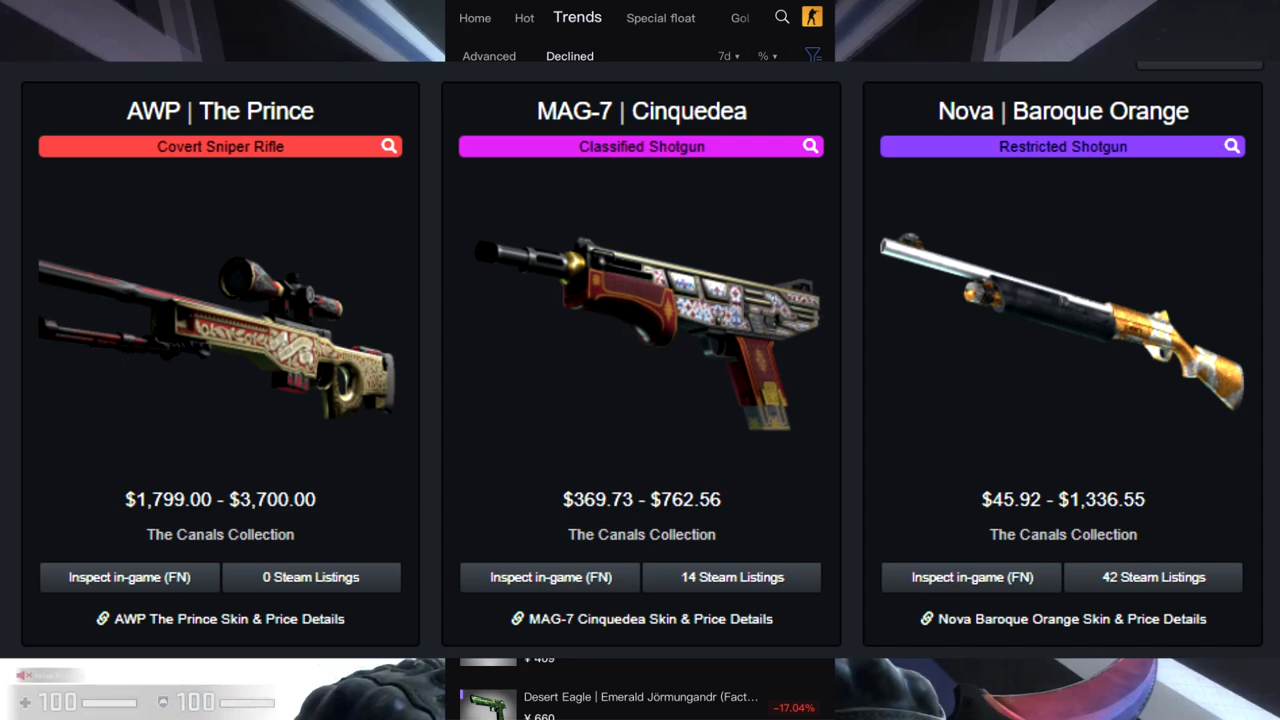 Home Hot Trends Special float Gol
Advanced Declined 7d ▾ % ▾
AWP | The Prince
Covert Sniper Rifle
$1,799.00 - $3,700.00
The Canals Collection
Inspect in-game (FN) 0 Steam Listings
AWP The Prince Skin & Price Details
MAG-7 | Cinquedea
Classified Shotgun
$369.73 - $762.56
The Canals Collection
Inspect in-game (FN) 14 Steam Listings
MAG-7 Cinquedea Skin & Price Details
Nova | Baroque Orange
Restricted Shotgun
$45.92 - $1,336.55
The Canals Collection
Inspect in-game (FN) 42 Steam Listings
Nova Baroque Orange Skin & Price Details
100 100
¥ 409
Desert Eagle | Emerald Jörmungandr (Fact...
¥ 660
-17.04%